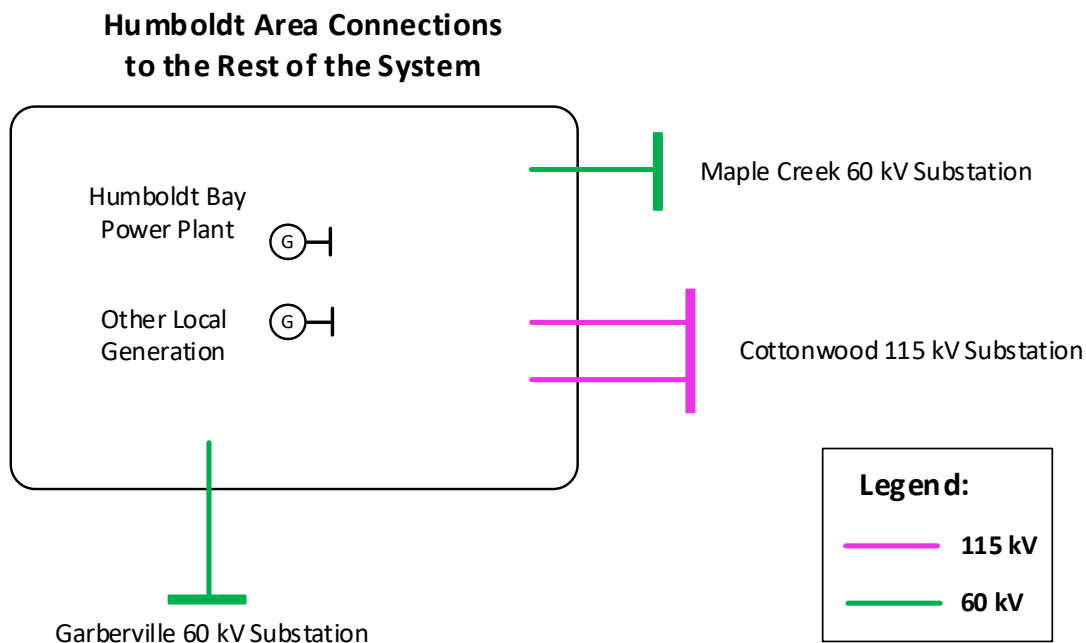 Humboldt Area Connections
to the Rest of the System
Maple Creek 60 kV Substation
Humboldt Bay
Power Plant
G
Other Local
Generation
G
Cottonwood 115 kV Substation
Legend:
115 kV
60 kV
Garberville 60 kV Substation